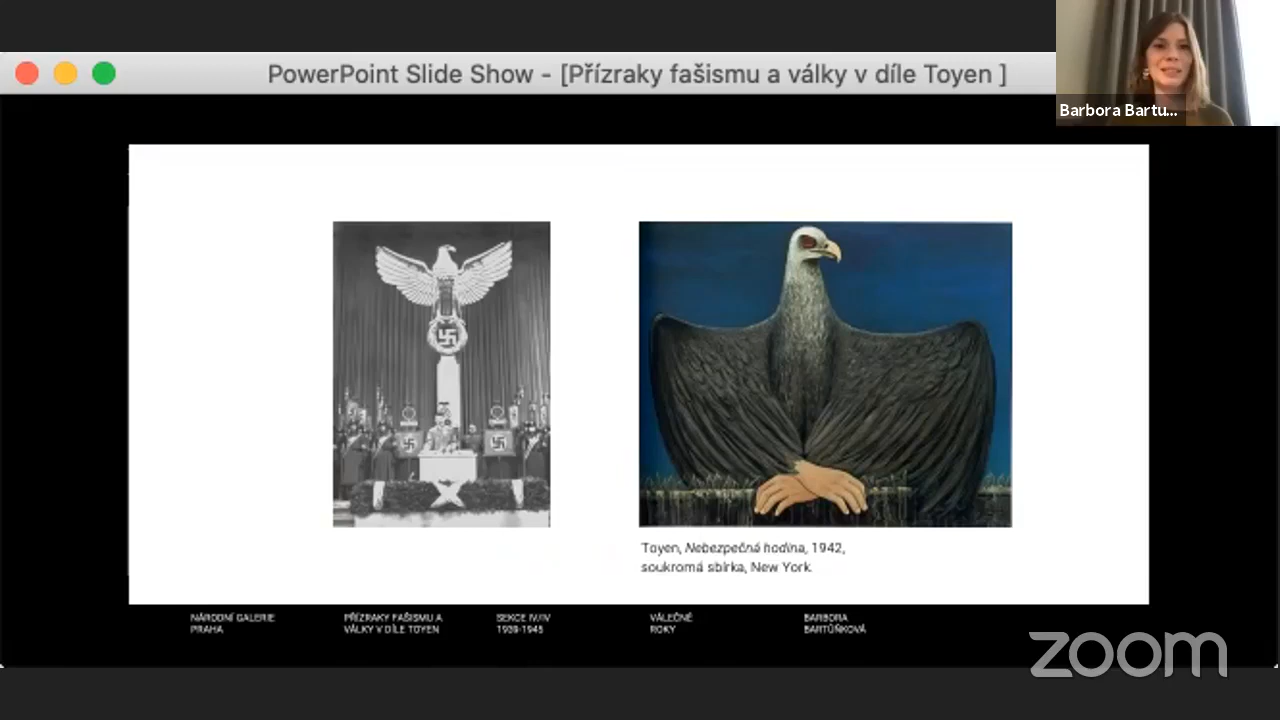 PowerPoint Slide Show - [Přízraky fašismu a války v díle Toyen ]
Barbora Bartu...
Toyen, Nebezpečná hodina, 1942,
soukromá sbírka, New York.
NÁRODNÍ GALERIE
PRAHA
PŘÍZRAKY FAŠISMU A
VÁLKY V DÍLE TOYEN
SEKCE IV/IV
1939-1945
VÁLEČNÉ
ROKY
BARBORA
BARTŮŇKOVÁ
zoom